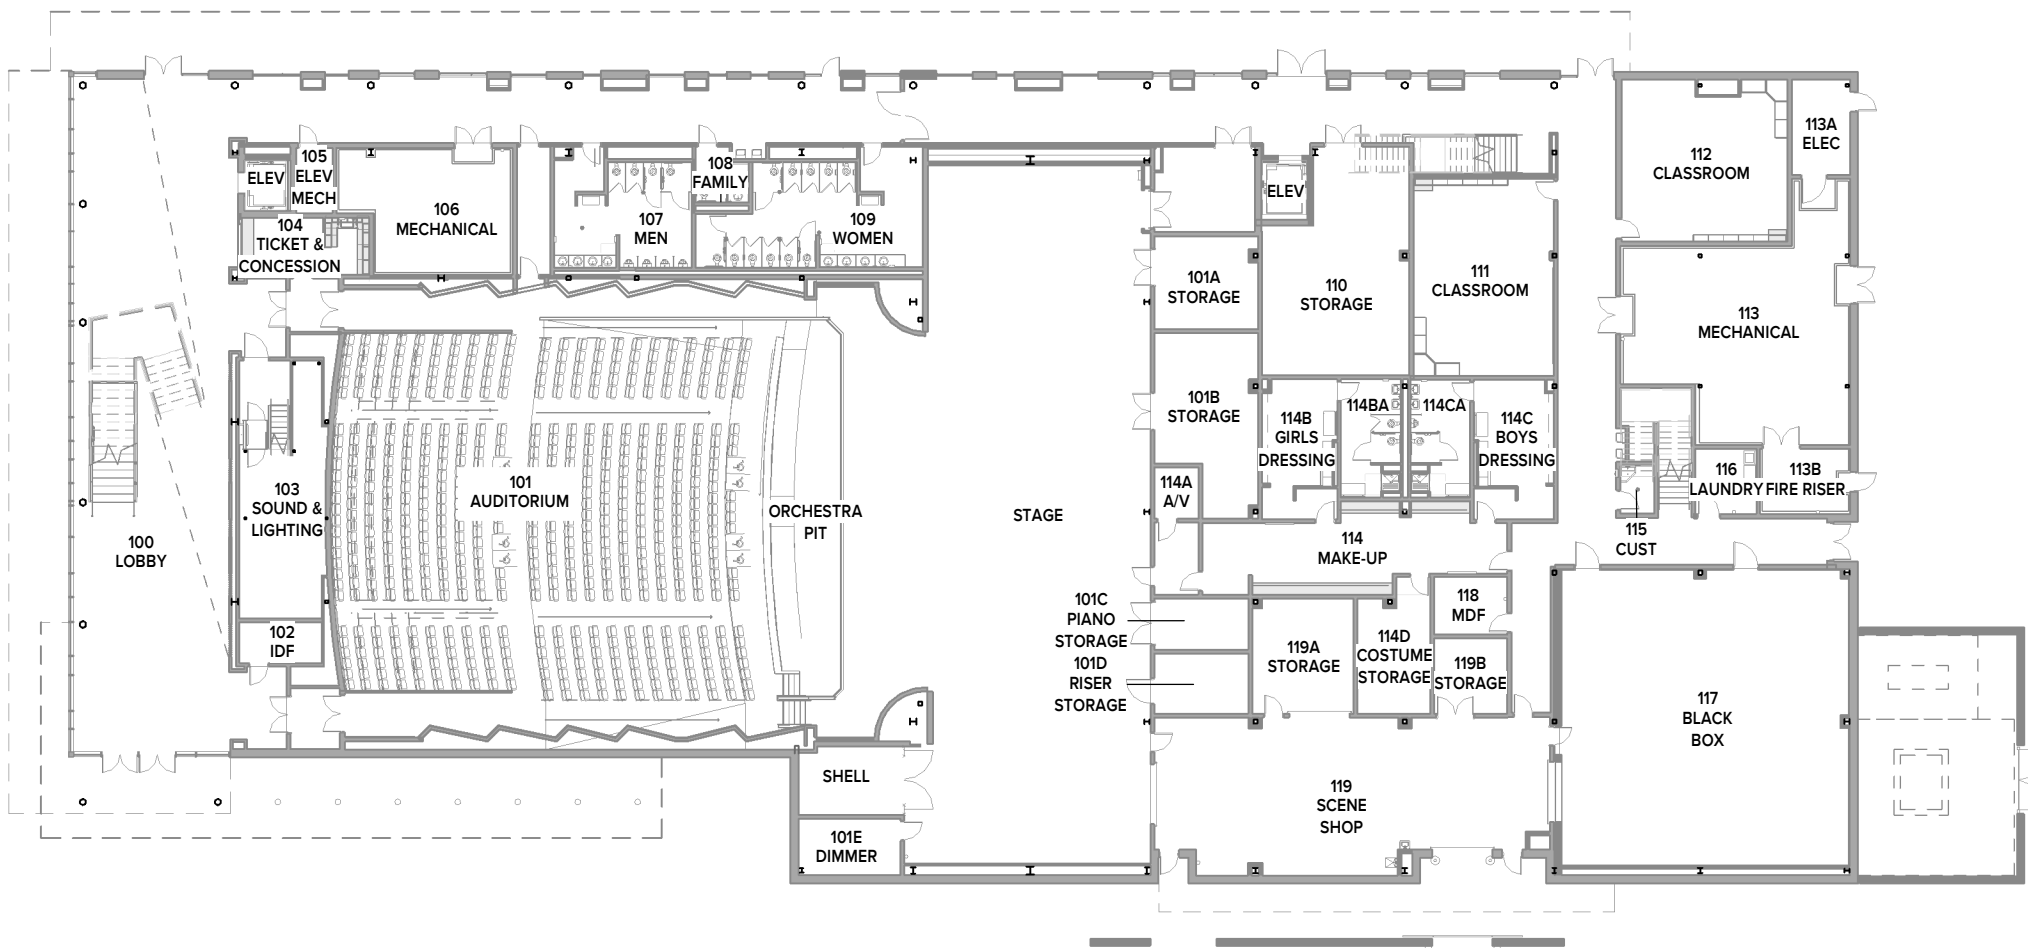 105
ELEV
MECH
ELEV
104
TICKET &
CONCESSION
106
MECHANICAL
107
MEN
108
FAMILY
109
WOMEN
103
SOUND &
LIGHTING
102
IDF
100
LOBBY
101
AUDITORIUM
ORCHESTRA
PIT
STAGE
SHELL
101E
DIMMER
101A
STORAGE
101B
STORAGE
114A
A/V
101C
PIANO
STORAGE
101D
RISER
STORAGE
ELEV
110
STORAGE
111
CLASSROOM
114B
GIRLS
DRESSING
114BA
114CA
114C
BOYS
DRESSING
114
MAKE-UP
119A
STORAGE
114D
COSTUME
STORAGE
118
MDF
119B
STORAGE
119
SCENE
SHOP
112
CLASSROOM
113A
ELEC
113
MECHANICAL
116
LAUNDRY
113B
FIRE RISER
115
CUST
117
BLACK
BOX